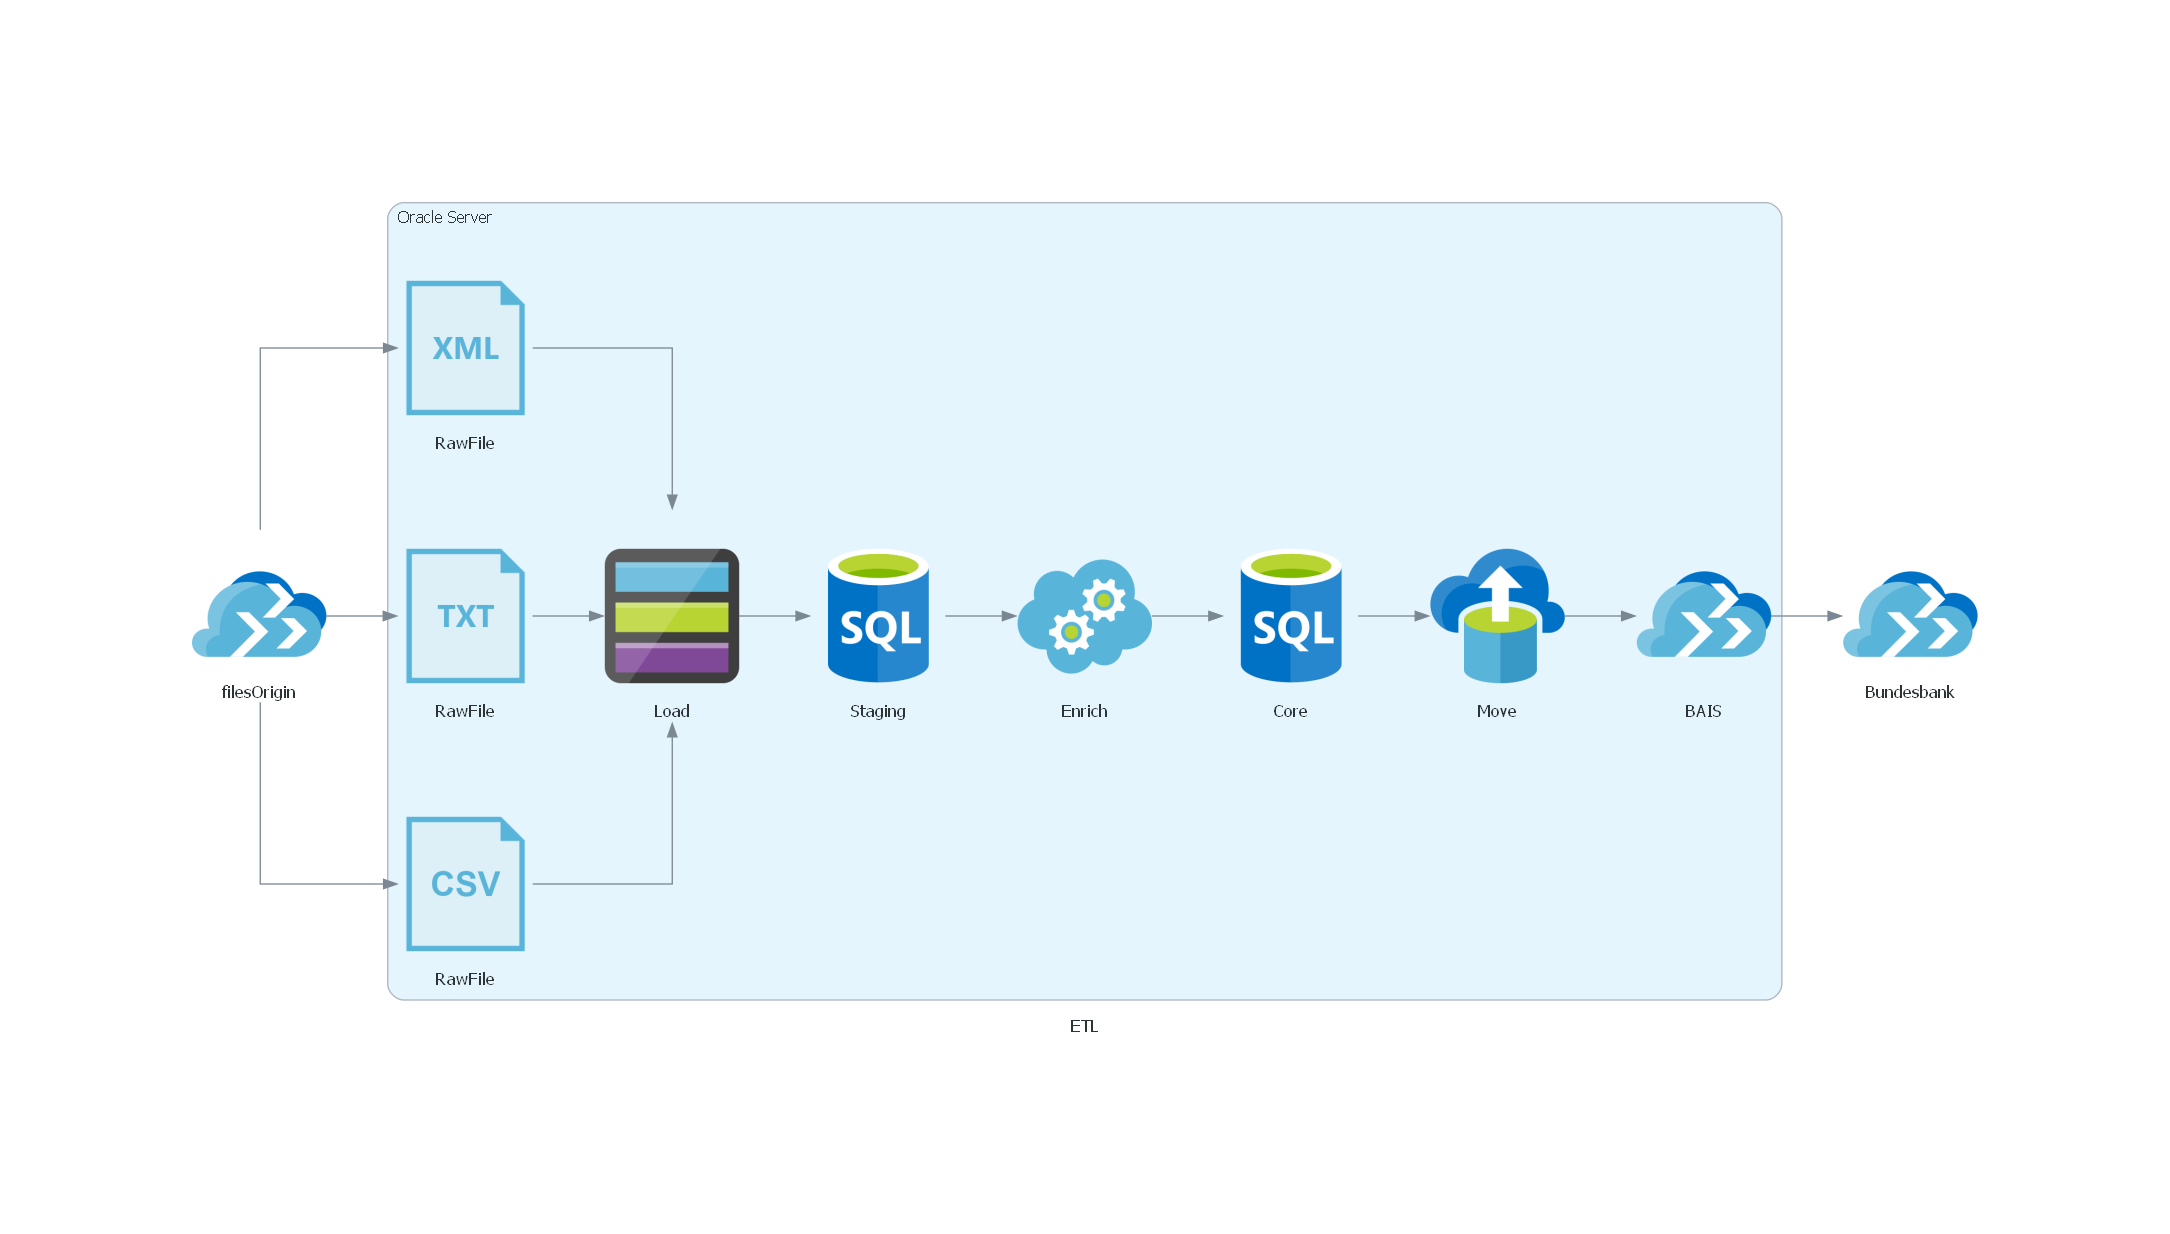 Oracle Server
XML
RawFile
filesOrigin
TXT
RawFile
Load
SQL
Staging
Enrich
SQL
Core
Move
BAIS
Bundesbank
CSV
RawFile
ETL